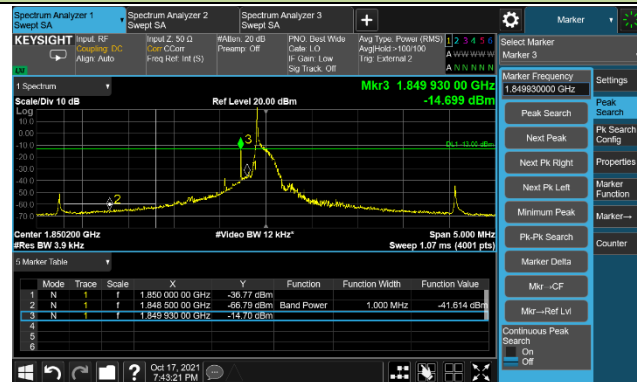 Spectrum Analyzer 1
Swept SA
Spectrum Analyzer 2
Swept SA
Spectrum Analyzer 3
Swept SA
+
Marker
KEYSIGHT
Input: RF
Coupling: DC
Align: Auto
Input Z: 50 Ω
Corr CCorr
Freq Ref: Int (S)
#Atten: 20 dB
Preamp: Off
PNO: Best Wide
Gate: LO
IF Gain: Low
Sig Track: Off
Avg Type: Power (RMS)
Avg|Hold:>100/100
Trig: External 2
1 2 3 4 5 6
A W W W W W
A N N N N N
Select Marker
Marker 3
Marker Frequency
1.849930000 GHz
Settings
Peak Search
Peak
Search
Next Peak
Pk Search
Config
Next Pk Right
Properties
Next Pk Left
Marker
Function
Minimum Peak
Marker→
Pk-Pk Search
Counter
Marker Delta
Mkr→CF
Mkr→Ref Lvl
Continuous Peak
Search
On
Off
1 Spectrum
Mkr3 1.849 930 00 GHz
Scale/Div 10 dB
Ref Level 20.00 dBm
-14.699 dBm
Log
10.0
0.00
-10.0
-20.0
-30.0
-40.0
-50.0
-60.0
-70.0
3
2
DL1 -13.00 dBm
Center 1.850200 GHz
#Video BW 12 kHz*
Span 5.000 MHz
#Res BW 3.9 kHz
Sweep 1.07 ms (4001 pts)
5 Marker Table
Mode Trace Scale X Y Function Function Width Function Value
1 N 1 f 1.850 000 00 GHz -36.77 dBm
2 N 1 f 1.848 500 00 GHz -66.79 dBm Band Power 1.000 MHz -41.614 dBm
3 N 1 f 1.849 930 00 GHz -14.70 dBm
4
5
6
?
Oct 17, 2021
7:43:21 PM